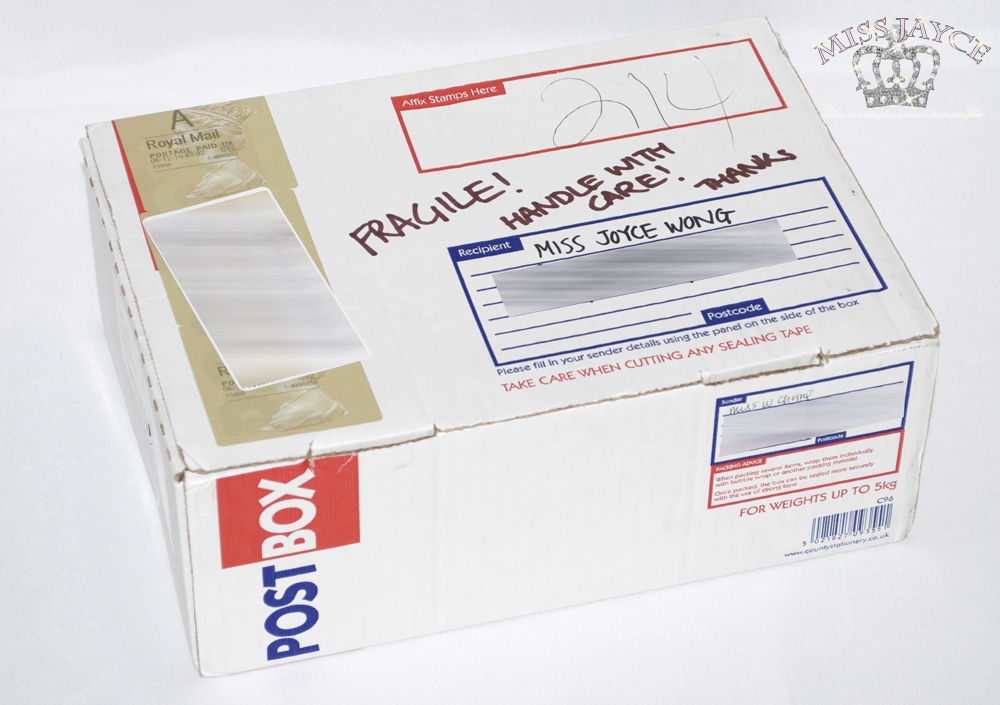 MISS JAYCE
Affix Stamps Here
214
A
Royal Mail
POSTAGE PAID UK
FRAGILE!
HANDLE WITH
CARE!
THANKS
Recipient
MISS JOYCE WONG
Postcode
Please fill in your sender details using the panel on the side of the box
TAKE CARE WHEN CUTTING ANY SEALING TAPE
Sender
Miss W Chung
Postcode
PACKING ADVICE
When packing several items, wrap them individually
with bubble wrap or another packing material
Once packed, the box can be sealed more securely
with the use of strong tape
FOR WEIGHTS UP TO 5kg
C96
www.countystationery.co.uk
POSTBOX